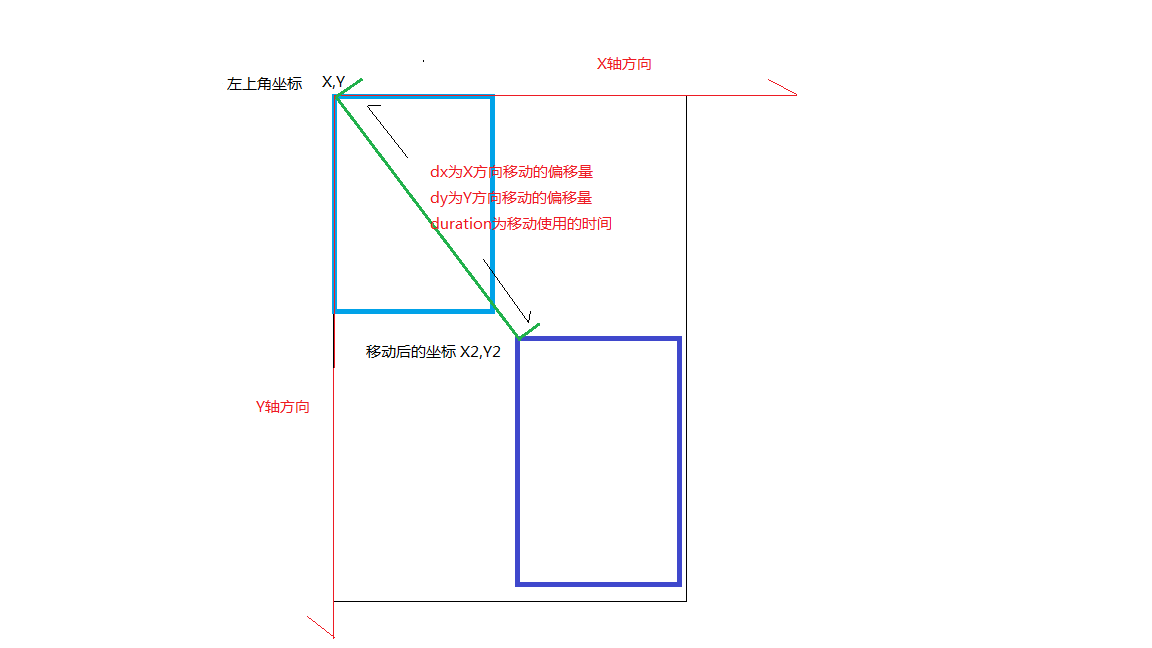 X轴方向
左上角坐标 X,Y
dx为X方向移动的偏移量
dy为Y方向移动的偏移量
duration为移动使用的时间
移动后的坐标 X2,Y2
Y轴方向